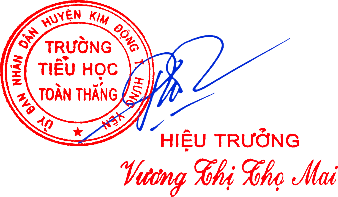 ỦY BAN NHÂN DÂN HUYỆN KIM ĐỘNG T HƯNG YÊN
TRƯỜNG
TIỂU HỌC
TOÀN THẮNG
HIỆU TRƯỞNG
Vương Thị Thọ Mai